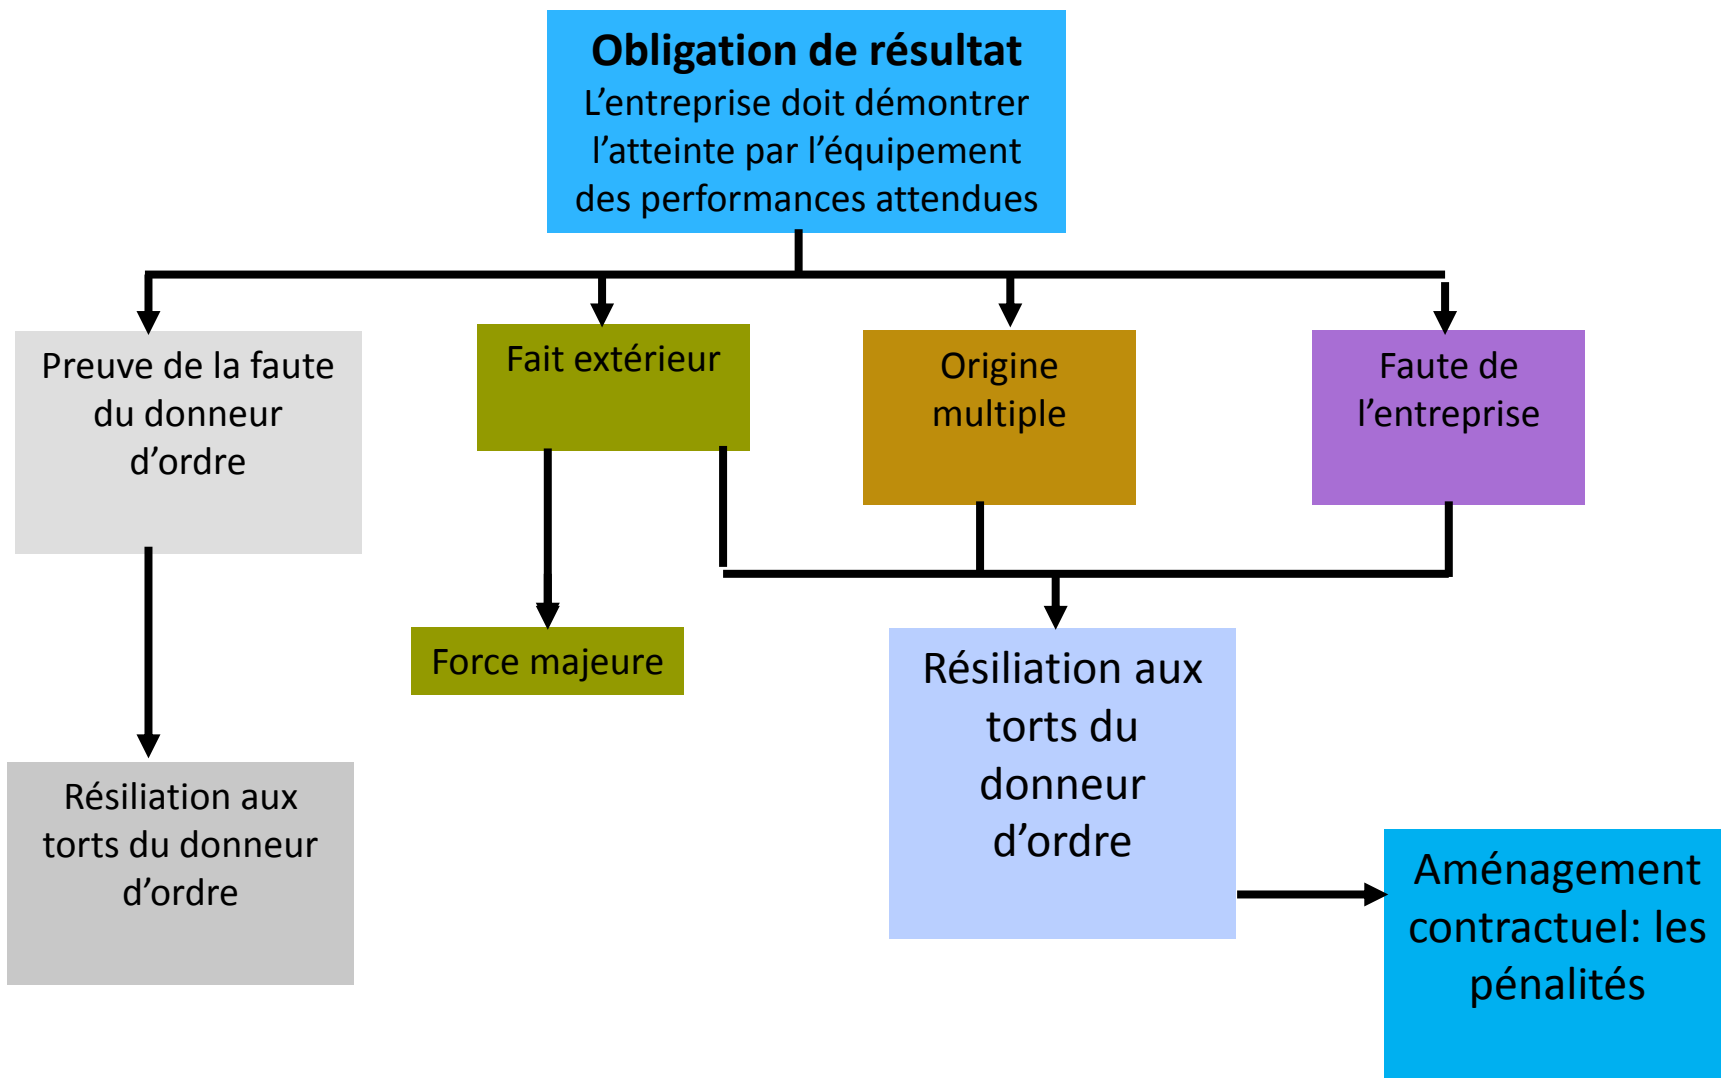 Obligation de résultat
L’entreprise doit démontrer
l’atteinte par l’équipement
des performances attendues
Preuve de la faute
du donneur
d’ordre
Fait extérieur
Origine
multiple
Faute de
l’entreprise
Force majeure
Résiliation aux
torts du
donneur
d’ordre
Résiliation aux
torts du donneur
d’ordre
Aménagement
contractuel: les
pénalités